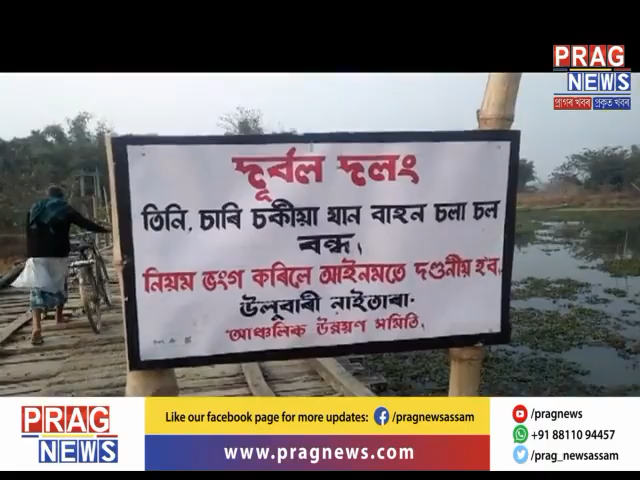 PRAG
NEWS
প্ৰাগৰ খবৰ প্ৰকৃত খবৰ
দূৰ্বল দলং
তিনি, চাৰি চকীয়া যান বাহন চলা চল
বন্ধ।
নিয়ম ভংগ কৰিলে আইনমতে দণ্ডনীয় হ'ব.
উলুবাৰী নাইতাৰা.
আঞ্চলিক উন্নয়ণ সমিতি.
PRAG
NEWS
Like our facebook page for more updates: /pragnewsassam
www.pragnews.com
/pragnews
+91 88110 94457
/prag_newsassam